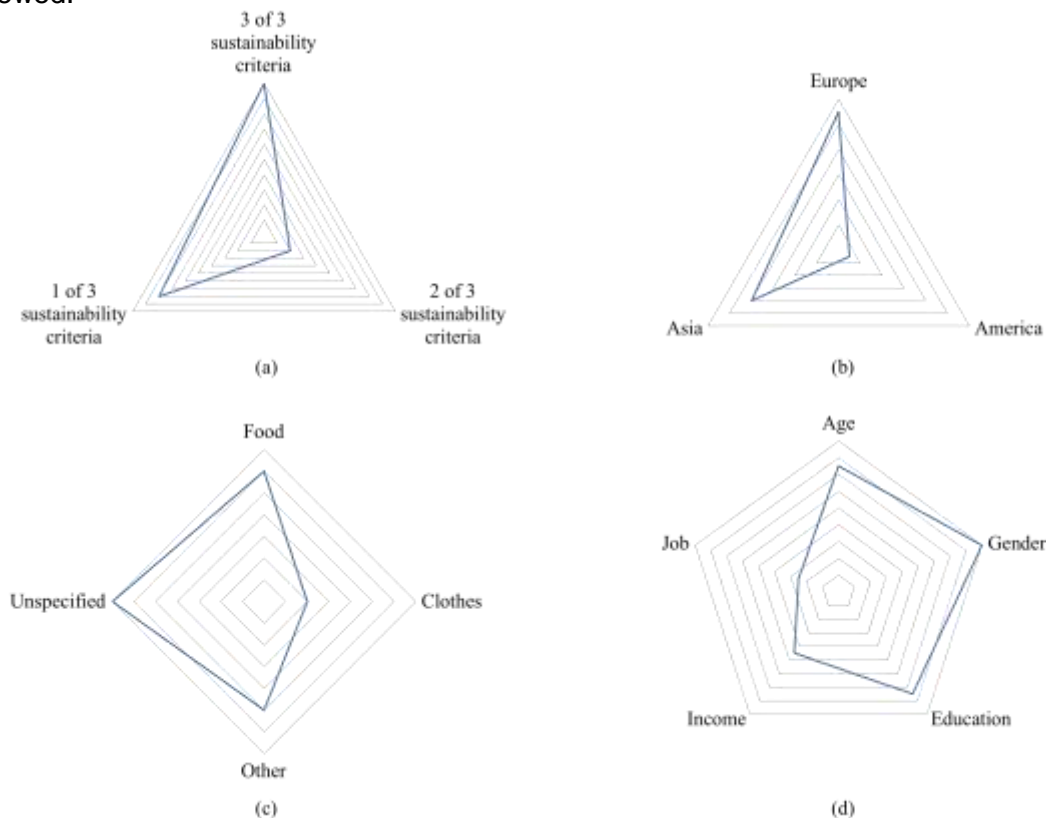 3 of 3
sustainability
criteria
1 of 3
sustainability
criteria
2 of 3
sustainability
criteria
(a)
Europe
Asia
America
(b)
Food
Unspecified
Clothes
Other
(c)
Age
Job
Gender
Income
Education
(d)